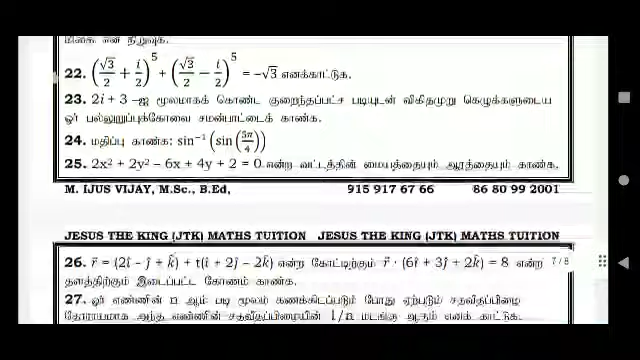 மிகை என நிறுவுக.
22. (√3/2 + i/2)^5 + (√3/2 − i/2)^5 = −√3 எனக்காட்டுக.
23. 2i + 3 -ஐ மூலமாகக் கொண்ட குறைந்தப்பட்ச படியுடன் விகிதமுறு கெழுக்களுடைய
ஓர் பல்லுறுப்புக்கோவை சமன்பாட்டைக் காண்க.
24. மதிப்பு காண்க: sin⁻¹ (sin (5π/4))
25. 2x² + 2y² − 6x + 4y + 2 = 0 என்ற வட்டத்தின் மையத்தையும் ஆரத்தையும் காண்க.
M. IJUS VIJAY, M.Sc., B.Ed, 915 917 67 66 86 80 99 2001
JESUS THE KING (JTK) MATHS TUITION JESUS THE KING (JTK) MATHS TUITION
26. r⃗ = (2î − ĵ + k̂) + t(î + 2ĵ − 2k̂) என்ற கோட்டிற்கும் r⃗ · (6î + 3ĵ + 2k̂) = 8 என்ற
7/8
தளத்திற்கும் இடைப்பட்ட கோணம் காண்க.
27. ஓர் எண்ணின் n ஆம் படி மூலம் கணக்கிடப்படும் போது ஏற்படும் சதவீதப்பிழை
தோராயமாக அந்த எண்ணின் சதவீதப்பிழையின் 1/n மடங்கு ஆகும் எனக் காட்டுக.